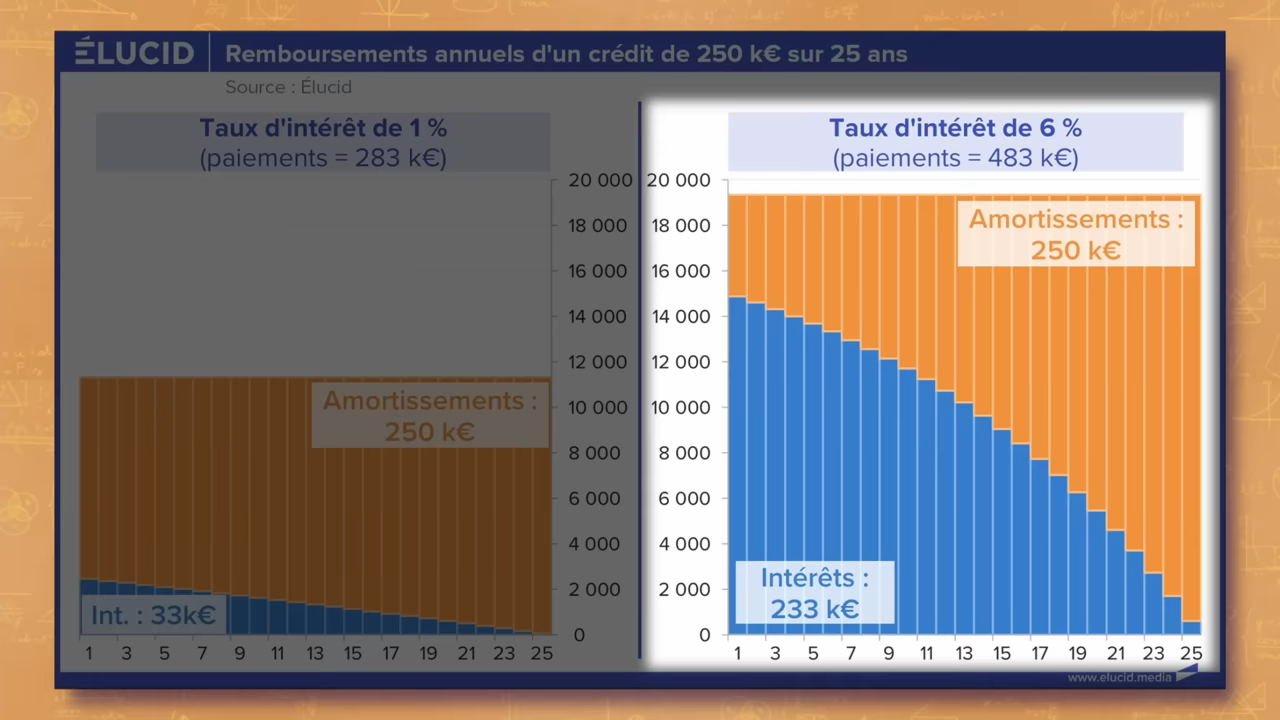 ÉLUCID
Remboursements annuels d'un crédit de 250 k€ sur 25 ans
Source : Élucid
Taux d'intérêt de 1 %
(paiements = 283 k€)
20 000
18 000
16 000
14 000
12 000
10 000
8 000
6 000
4 000
2 000
0
Amortissements :
250 k€
Int. : 33k€
1 3 5 7 9 11 13 15 17 19 21 23 25
Taux d'intérêt de 6 %
(paiements = 483 k€)
20 000
18 000
16 000
14 000
12 000
10 000
8 000
6 000
4 000
2 000
0
Amortissements :
250 k€
Intérêts :
233 k€
1 3 5 7 9 11 13 15 17 19 21 23 25
www.elucid.media